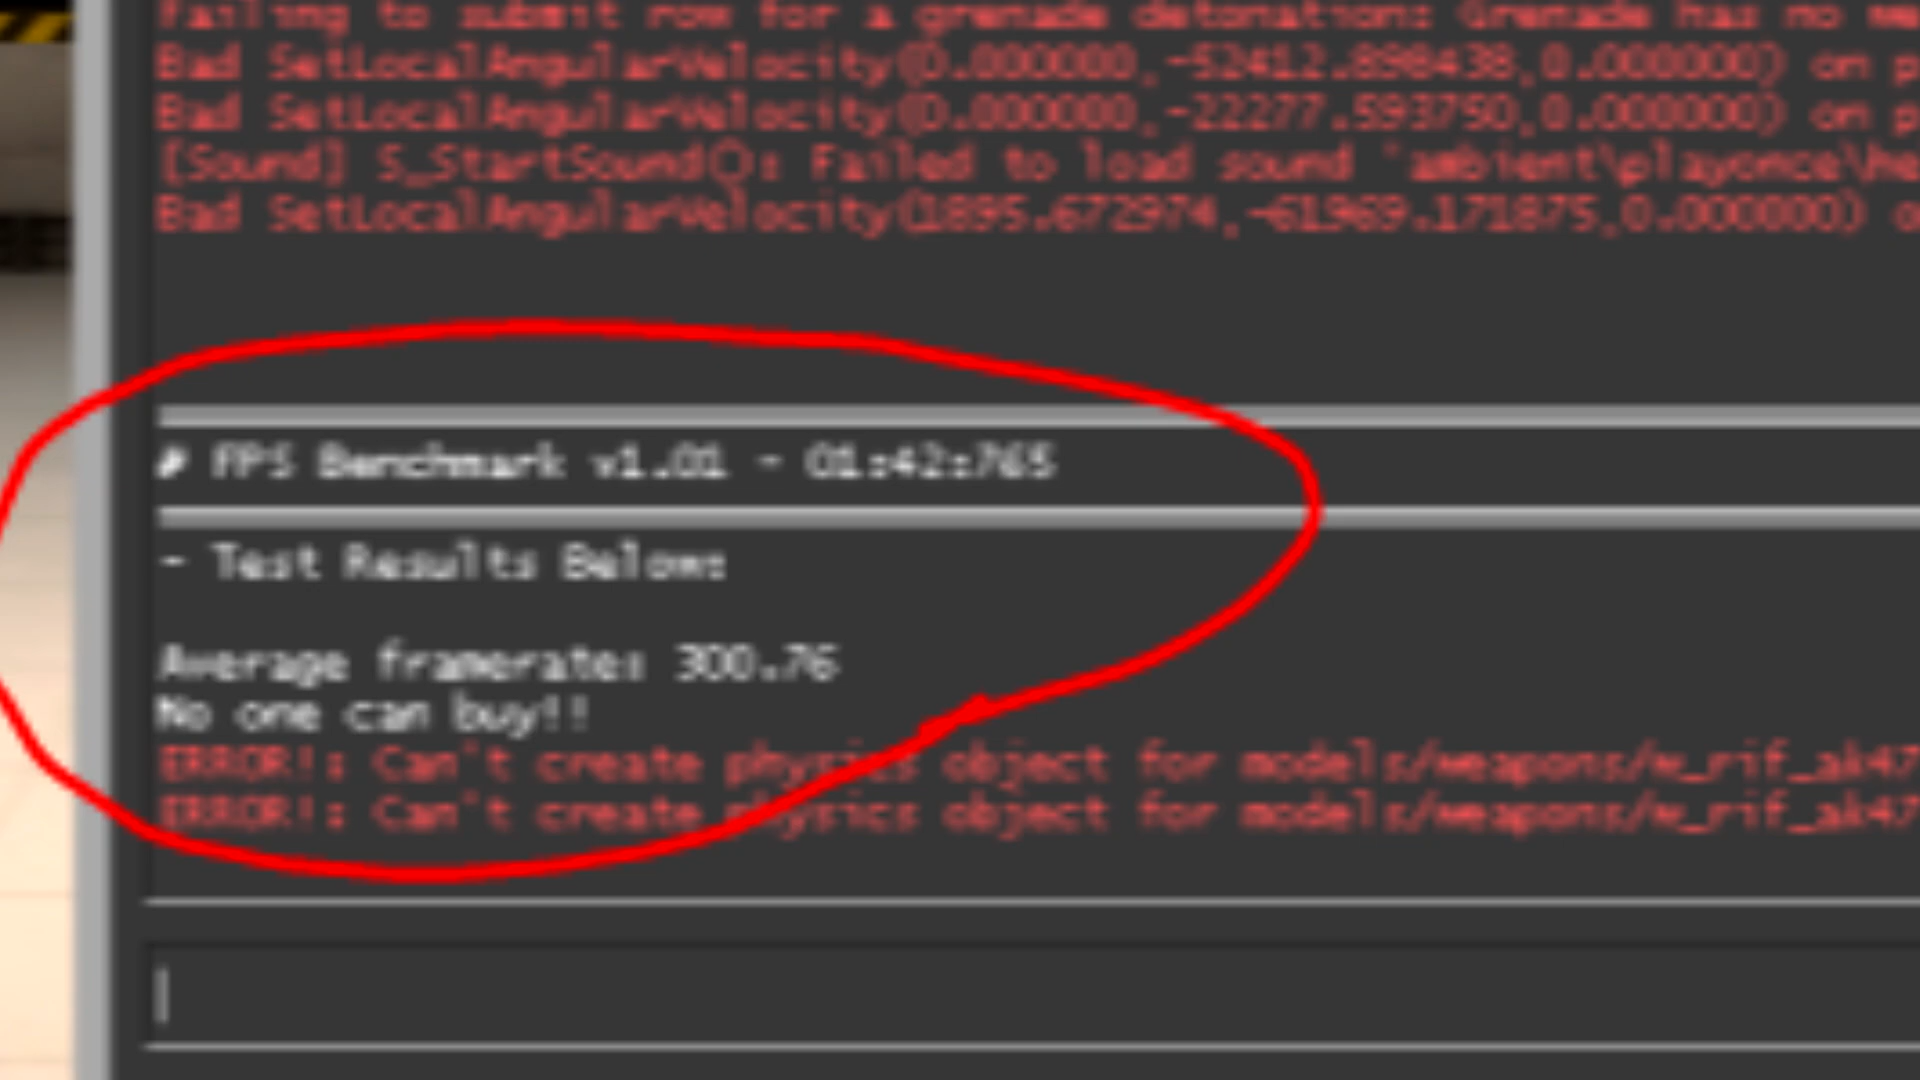 Failing to submit row for a grenade detonation: Grenade has no
Bad SetLocalAngularVelocity(0.000000,-52412.898438,0.000000) on p
Bad SetLocalAngularVelocity(0.000000,-22277.593750,0.000000) on p
[Sound] S_StartSound(): Failed to load sound 'ambient\playonce\
Bad SetLocalAngularVelocity(1895.672974,-61969.171875,0.000000) o
# FPS Benchmark v1.01 - 01:42:765
- Test Results Below:
Average framerate: 300.76
No one can buy!!
ERROR!: Can't create physics object for models/weapons/w_rif_ak47
ERROR!: Can't create physics object for models/weapons/w_rif_ak47